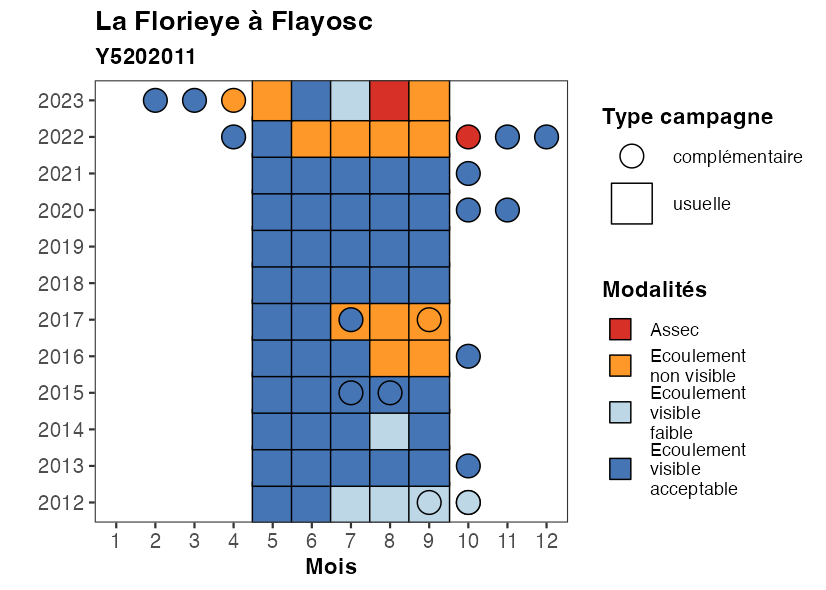 La Florieye à Flayosc
Y5202011
2023
2022
2021
2020
2019
2018
2017
2016
2015
2014
2013
2012
1 2 3 4 5 6 7 8 9 10 11 12
Mois
Type campagne
complémentaire
usuelle
Modalités
Assec
Ecoulement
non visible
Ecoulement
visible
faible
Ecoulement
visible
acceptable